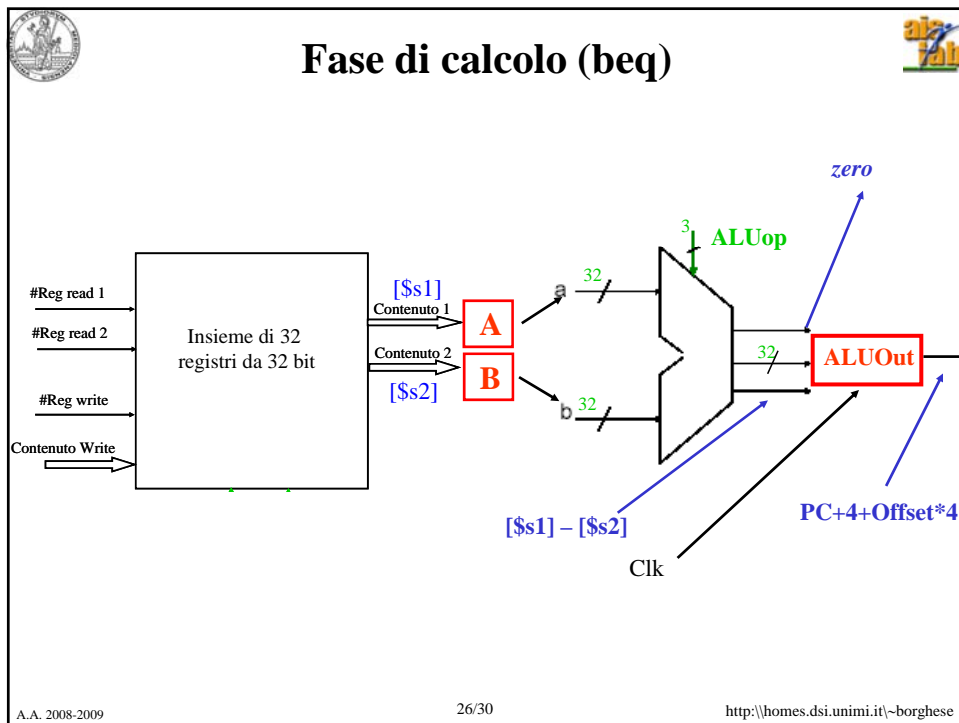 Fase di calcolo (beq)
zero
3
ALUop
#Reg read 1
#Reg read 2
#Reg write
Contenuto Write
Insieme di 32
registri da 32 bit
[$s1]
Contenuto 1
Contenuto 2
[$s2]
A
B
a
32
b
32
32
ALUOut
[$s1] – [$s2]
PC+4+Offset*4
Clk
A.A. 2008-2009
26/30
http:\\homes.dsi.unimi.it\~borghese